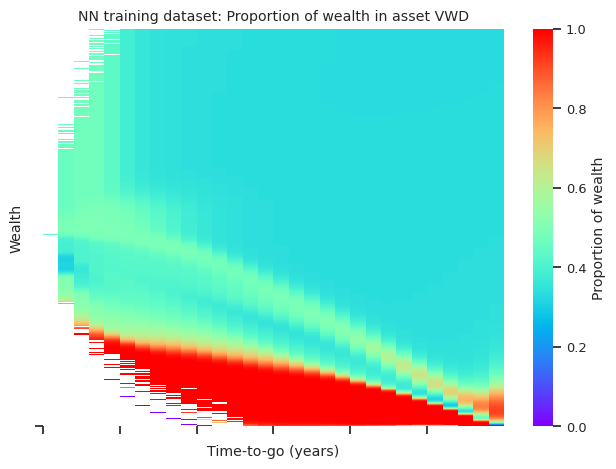 NN training dataset: Proportion of wealth in asset VWD
1.0
0.8
0.6
0.4
0.2
0.0
Proportion of wealth
Wealth
Time-to-go (years)